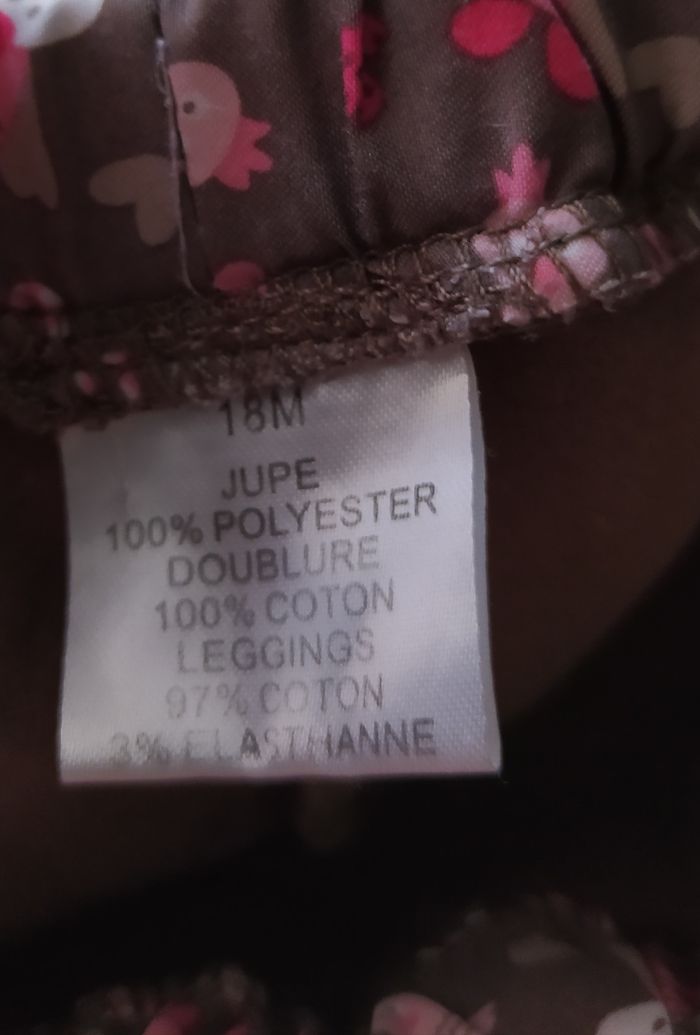 18M
JUPE
100% POLYESTER
DOUBLURE
100% COTON
LEGGINGS
97% COTON
3% ELASTHANNE